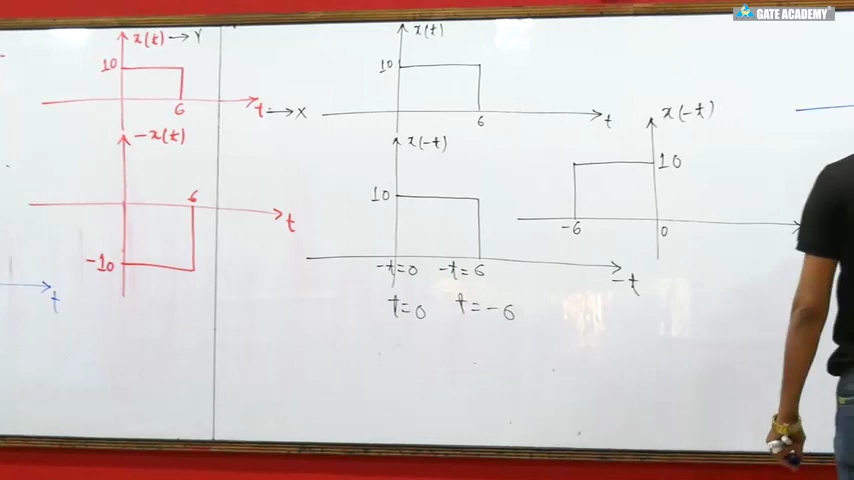 GATE ACADEMY
x(t) → Y
10
6
t → X
-x(t)
6
t
-10
t
x(t)
10
6
t
x(-t)
10
-t=0 -t=6
-t
t=0 t=-6
x(-t)
10
-6
0